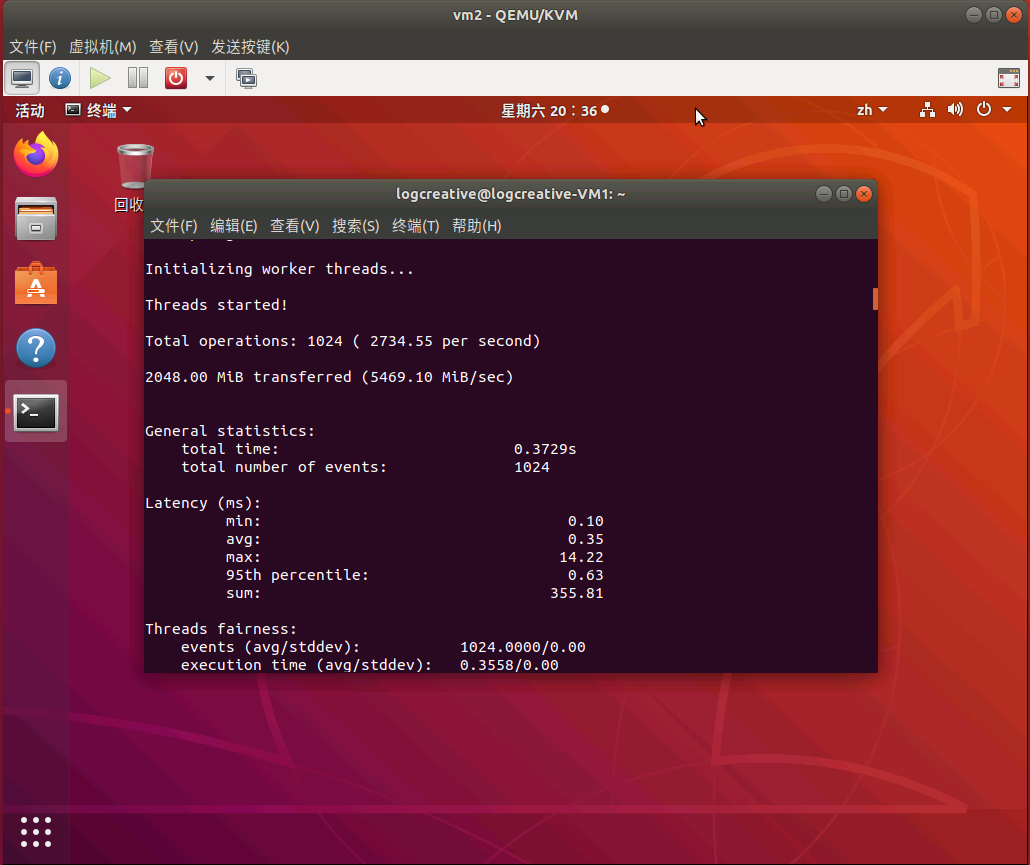 vm2 - QEMU/KVM
文件(F) 虚拟机(M) 查看(V) 发送按键(K)
活动 终端 星期六 20：36 zh
logcreative@logcreative-VM1: ~
回收
文件(F) 编辑(E) 查看(V) 搜索(S) 终端(T) 帮助(H)
Initializing worker threads...
Threads started!
Total operations: 1024 ( 2734.55 per second)
2048.00 MiB transferred (5469.10 MiB/sec)
General statistics:
total time: 0.3729s
total number of events: 1024
Latency (ms):
min: 0.10
avg: 0.35
max: 14.22
95th percentile: 0.63
sum: 355.81
Threads fairness:
events (avg/stddev): 1024.0000/0.00
execution time (avg/stddev): 0.3558/0.00